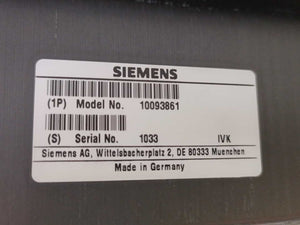 SIEMENS
(1P) Model No. 10093861
(S) Serial No. 1033 IVK
Siemens AG, Wittelsbacherplatz 2, DE 80333 Muenchen
Made in Germany